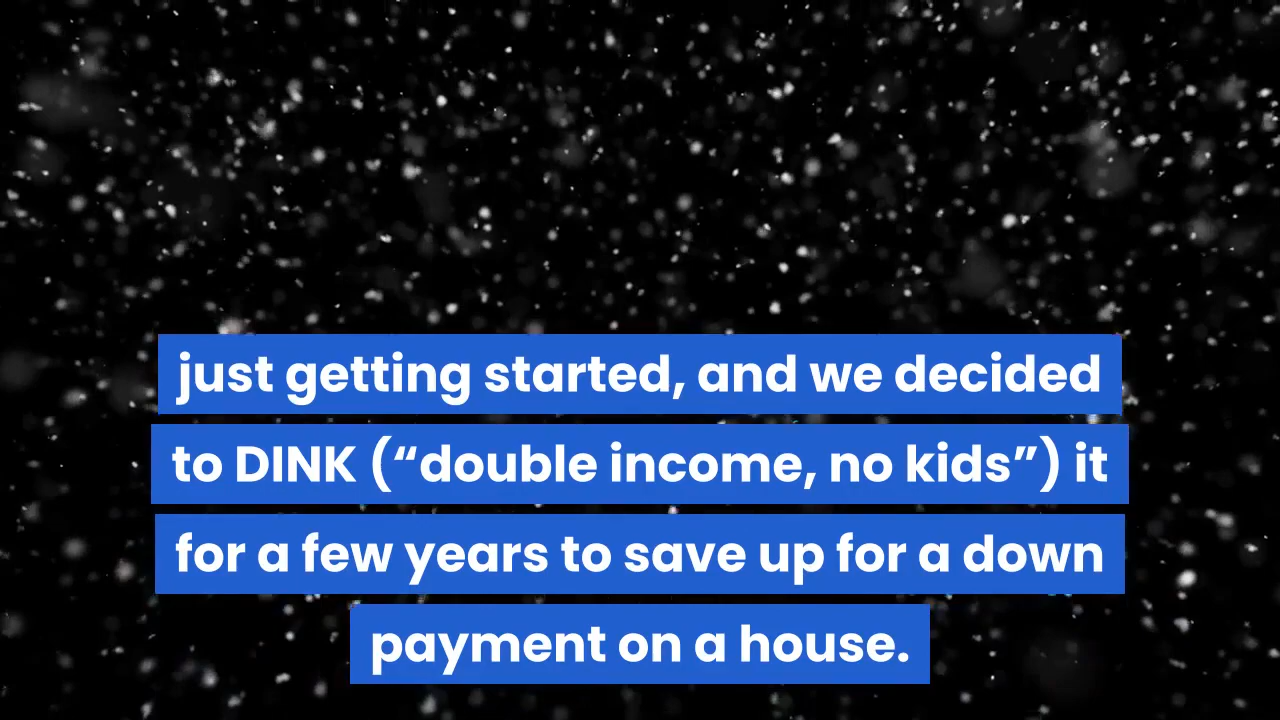 just getting started, and we decided
to DINK (“double income, no kids”) it
for a few years to save up for a down
payment on a house.